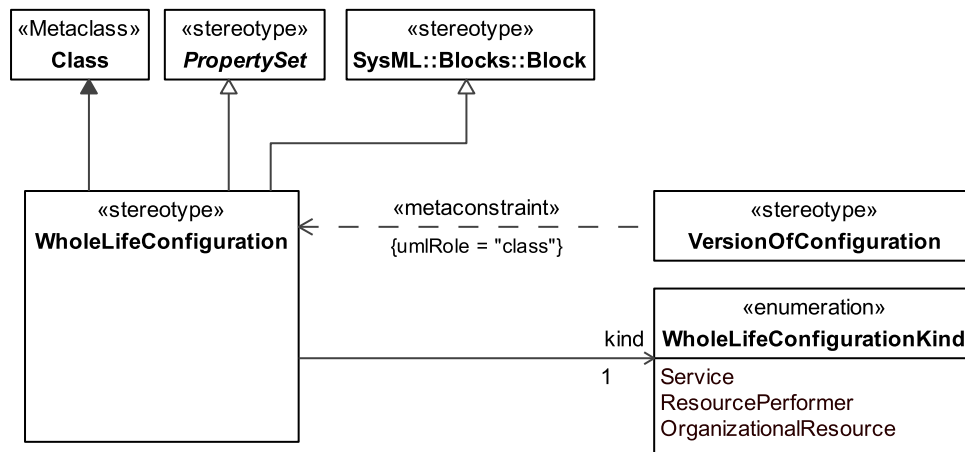 «Metaclass»
Class
«stereotype»
PropertySet
«stereotype»
SysML::Blocks::Block
«stereotype»
WholeLifeConfiguration
«metaconstraint»
{umlRole = "class"}
«stereotype»
VersionOfConfiguration
kind
1
«enumeration»
WholeLifeConfigurationKind
Service
ResourcePerformer
OrganizationalResource